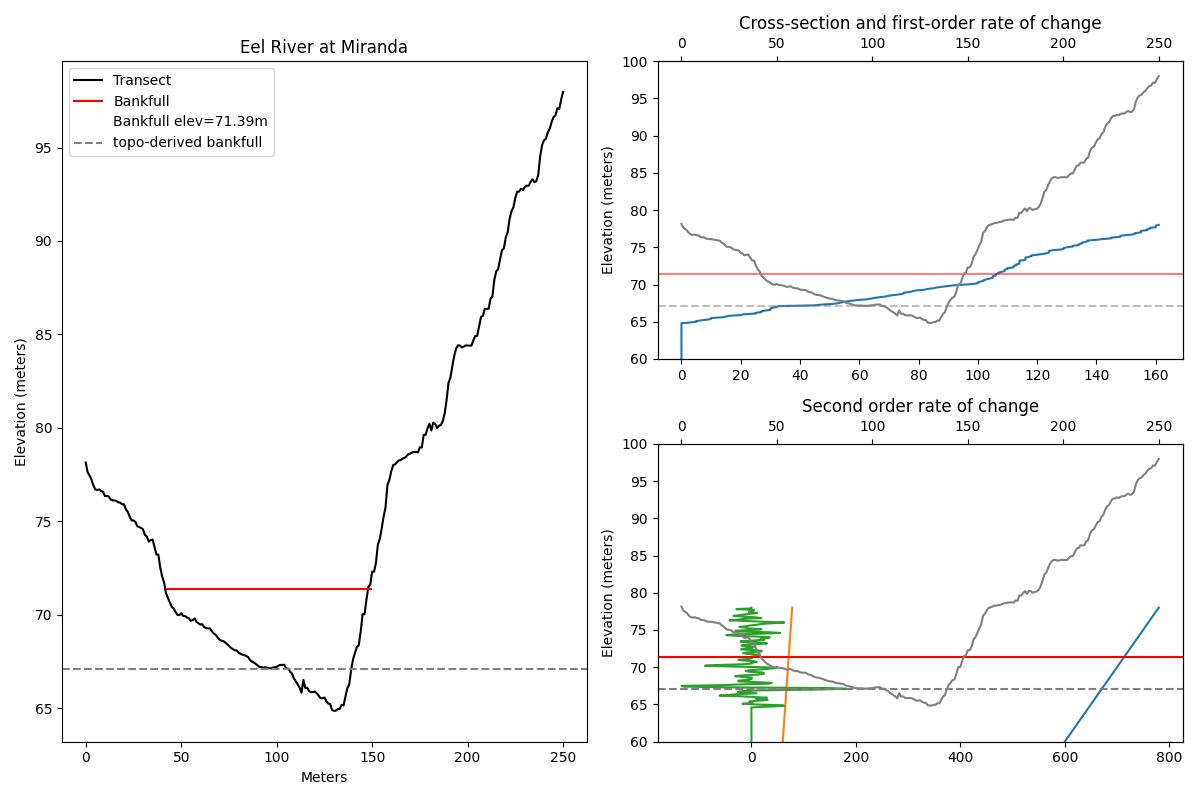 Eel River at Miranda
Transect
Bankfull
Bankfull elev=71.39m
topo-derived bankfull
Elevation (meters)
95
90
85
80
75
70
65
0 50 100 150 200 250
Meters
Cross-section and first-order rate of change
0 50 100 150 200 250
Elevation (meters)
100
95
90
85
80
75
70
65
60
0 20 40 60 80 100 120 140 160
Second order rate of change
0 50 100 150 200 250
Elevation (meters)
100
95
90
85
80
75
70
65
60
0 200 400 600 800